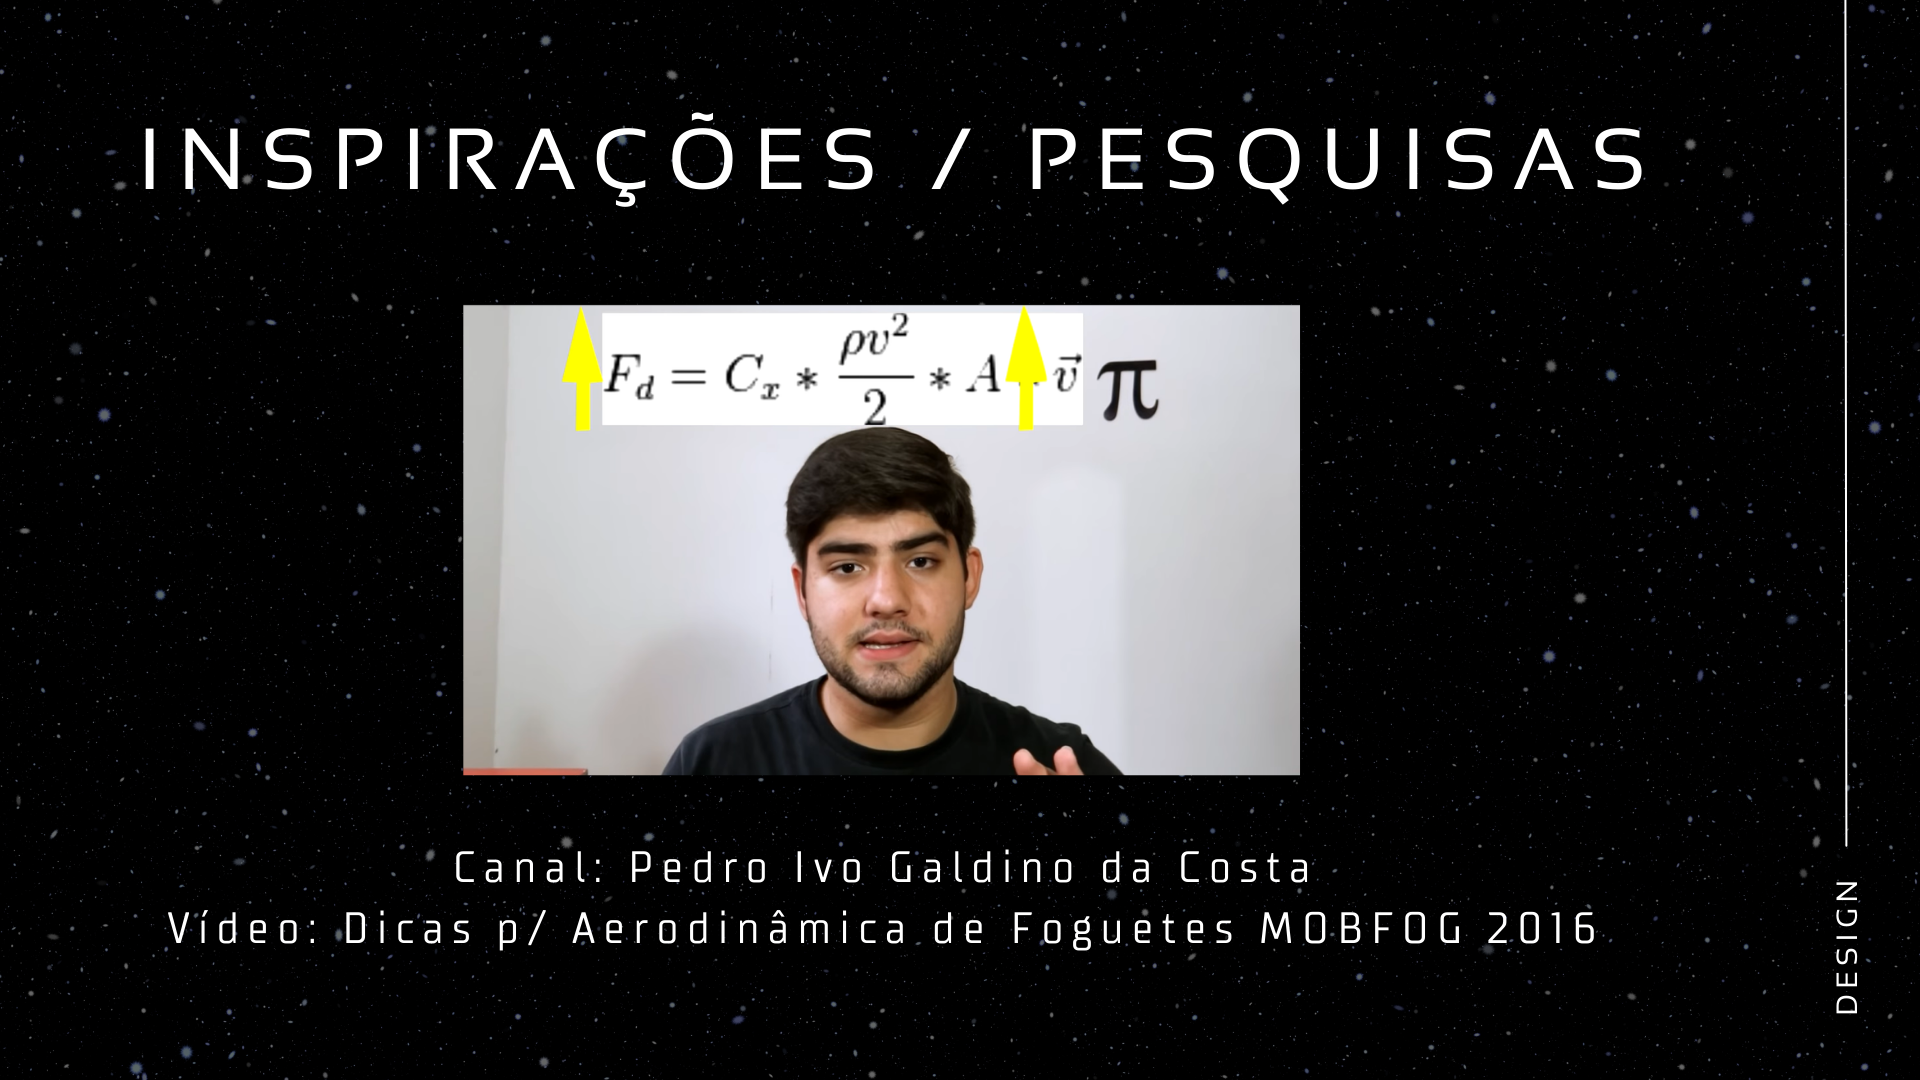 INSPIRAÇÕES / PESQUISAS
F_d = C_x * ρv²/2 * A * v⃗ π
Canal: Pedro Ivo Galdino da Costa
Vídeo: Dicas p/ Aerodinâmica de Foguetes MOBFOG 2016
DESIGN